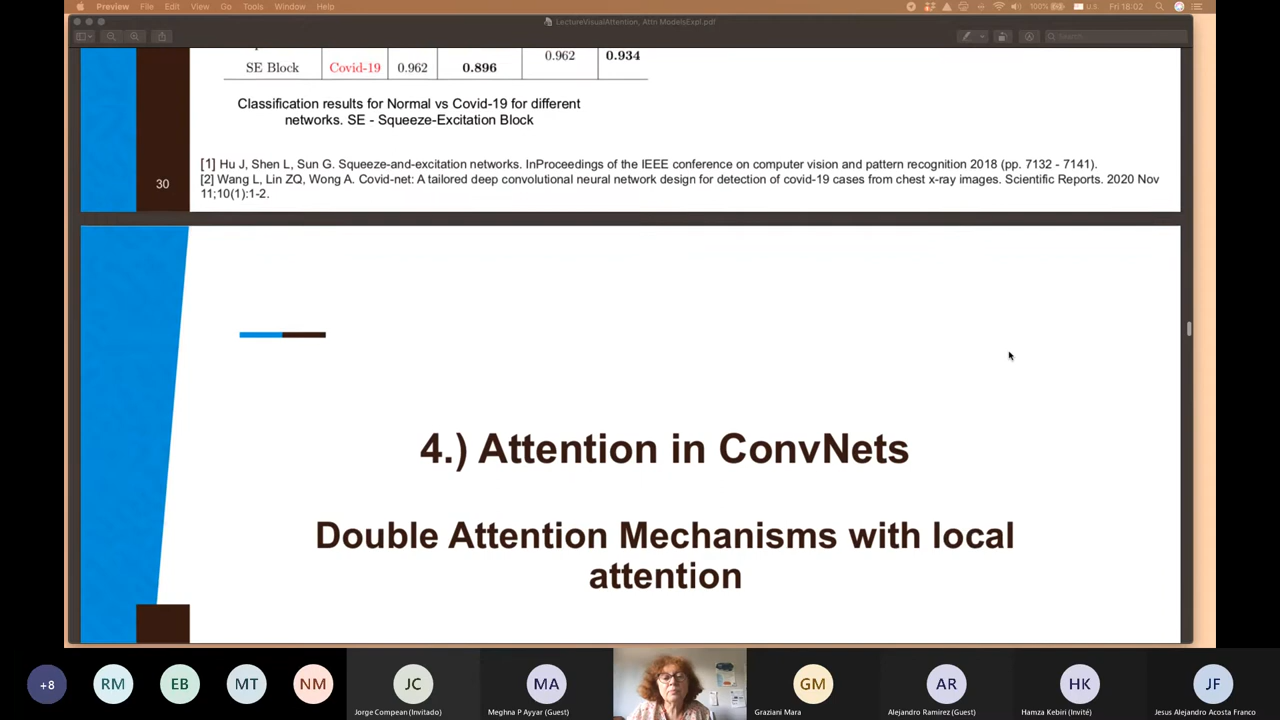 Preview File Edit View Go Tools Window Help 100% U.S. Fri 18:02
LectureVisualAttention, Attn ModelsExpl.pdf
Search
0.962 0.934
SE Block Covid-19 0.962 0.896
Classification results for Normal vs Covid-19 for different
networks. SE - Squeeze-Excitation Block
[1] Hu J, Shen L, Sun G. Squeeze-and-excitation networks. InProceedings of the IEEE conference on computer vision and pattern recognition 2018 (pp. 7132 - 7141).
[2] Wang L, Lin ZQ, Wong A. Covid-net: A tailored deep convolutional neural network design for detection of covid-19 cases from chest x-ray images. Scientific Reports. 2020 Nov
11;10(1):1-2.
30
4.) Attention in ConvNets
Double Attention Mechanisms with local
attention
+8 RM EB MT NM JC MA GM AR HK JF
Jorge Compean (Invitado) Meghna P Ayyar (Guest) Graziani Mara Alejandro Ramirez (Guest) Hamza Kebiri (Invité) Jesus Alejandro Acosta Franco